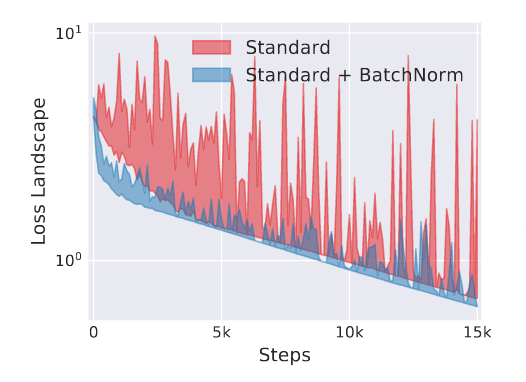 10¹
Standard
Standard + BatchNorm
Loss Landscape
10⁰
0
5k
10k
15k
Steps